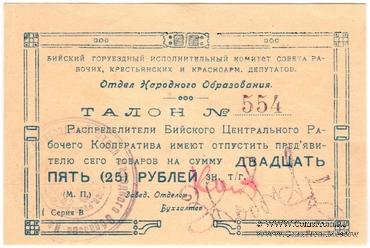 БИЙСКИЙ ГОРУЕЗДНЫЙ ИСПОЛНИТЕЛЬНЫЙ КОМИТЕТ СОВЕТА РА-
БОЧИХ, КРЕСТЬЯНСКИХ И КРАСНОАРМ. ДЕПУТАТОВ.
Отдел Народного Образования.
ТАЛОН № 554
Распределители Бийского Центрального Ра-
бочего Кооператива имеют отпустить пред'яви-
телю сего товаров на сумму ДВАДЦАТЬ
ПЯТЬ (25) РУБЛЕЙ зн. т/г.
(М. П.) Завед. Отделом
Серия В Бухгалтер